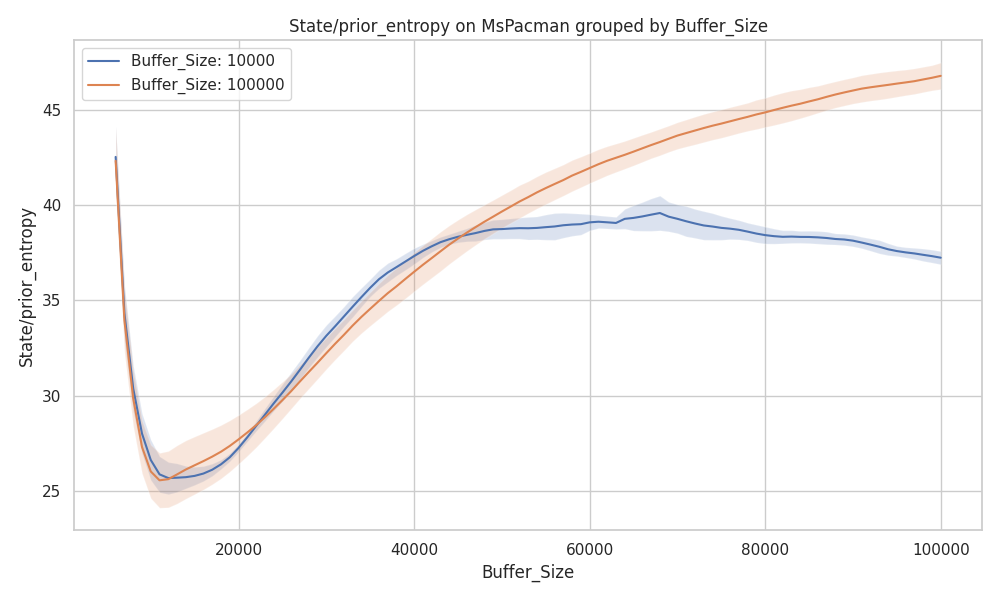 State/prior_entropy on MsPacman grouped by Buffer_Size
Buffer_Size: 10000
Buffer_Size: 100000
State/prior_entropy
45
40
35
30
25
20000 40000 60000 80000 100000
Buffer_Size